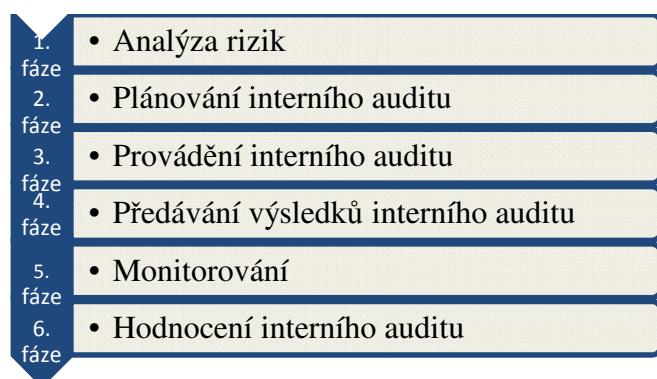 1.
fáze
• Analýza rizik
2.
fáze
• Plánování interního auditu
3.
fáze
• Provádění interního auditu
4.
fáze
• Předávání výsledků interního auditu
5.
fáze
• Monitorování
6.
fáze
• Hodnocení interního auditu